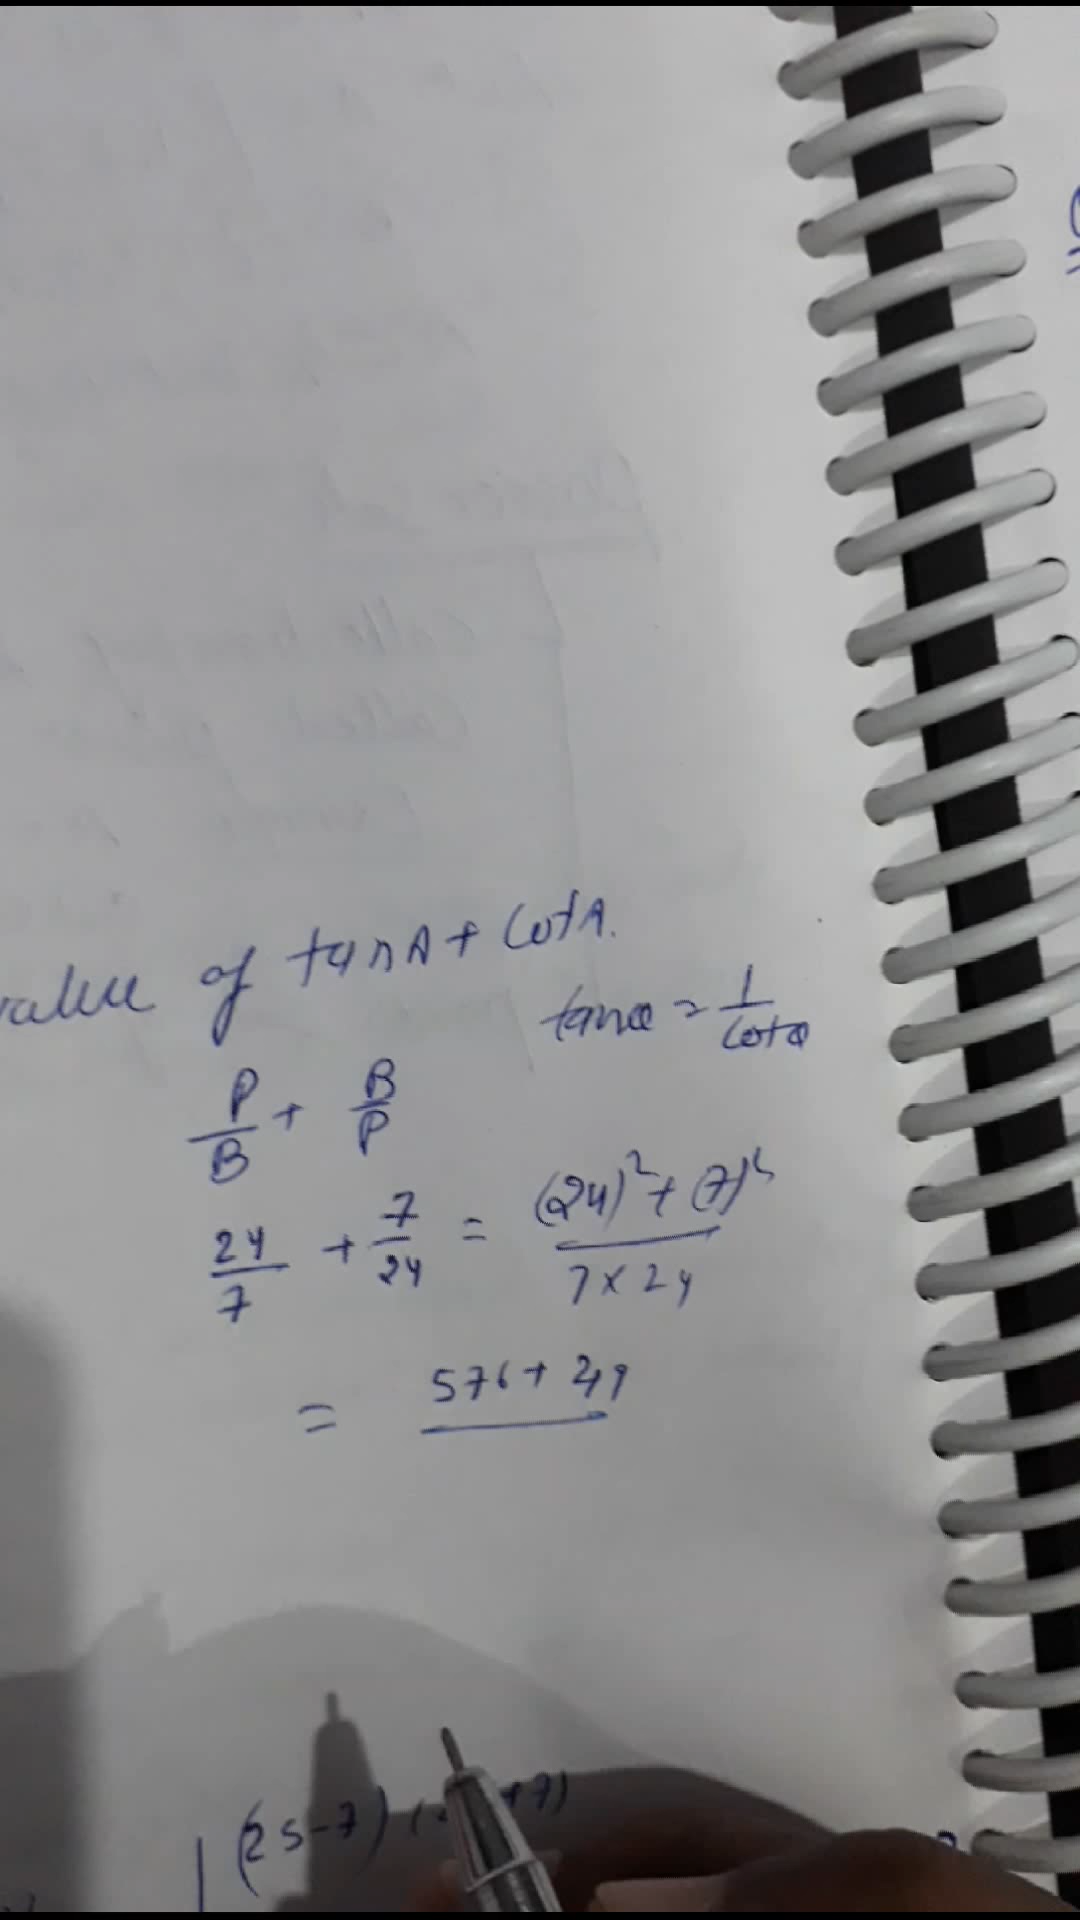 value of tanA + cotA.
tanθ = 1/cotθ
P/B + B/P
24/7 + 7/24 = (24)² + (7)²/7 × 24
= 576 + 49
(25-7) ( +7)